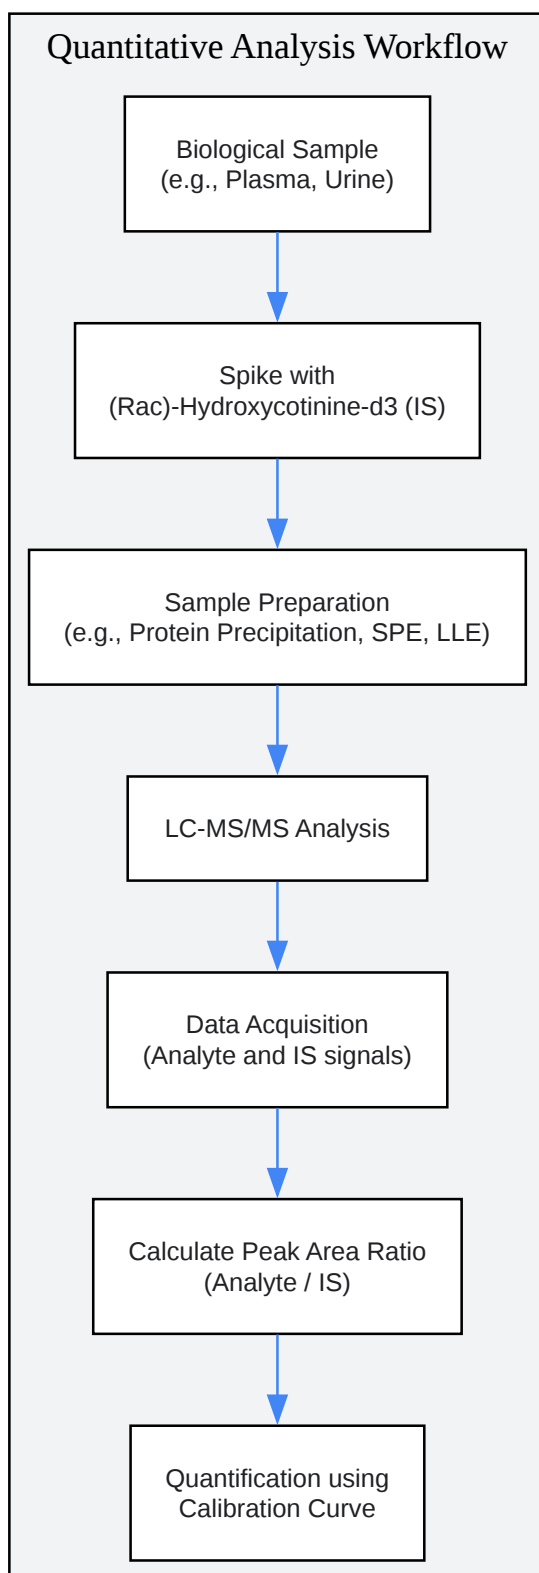 Quantitative Analysis Workflow
Biological Sample
(e.g., Plasma, Urine)
Spike with
(Rac)-Hydroxycotinine-d3 (IS)
Sample Preparation
(e.g., Protein Precipitation, SPE, LLE)
LC-MS/MS Analysis
Data Acquisition
(Analyte and IS signals)
Calculate Peak Area Ratio
(Analyte / IS)
Quantification using
Calibration Curve